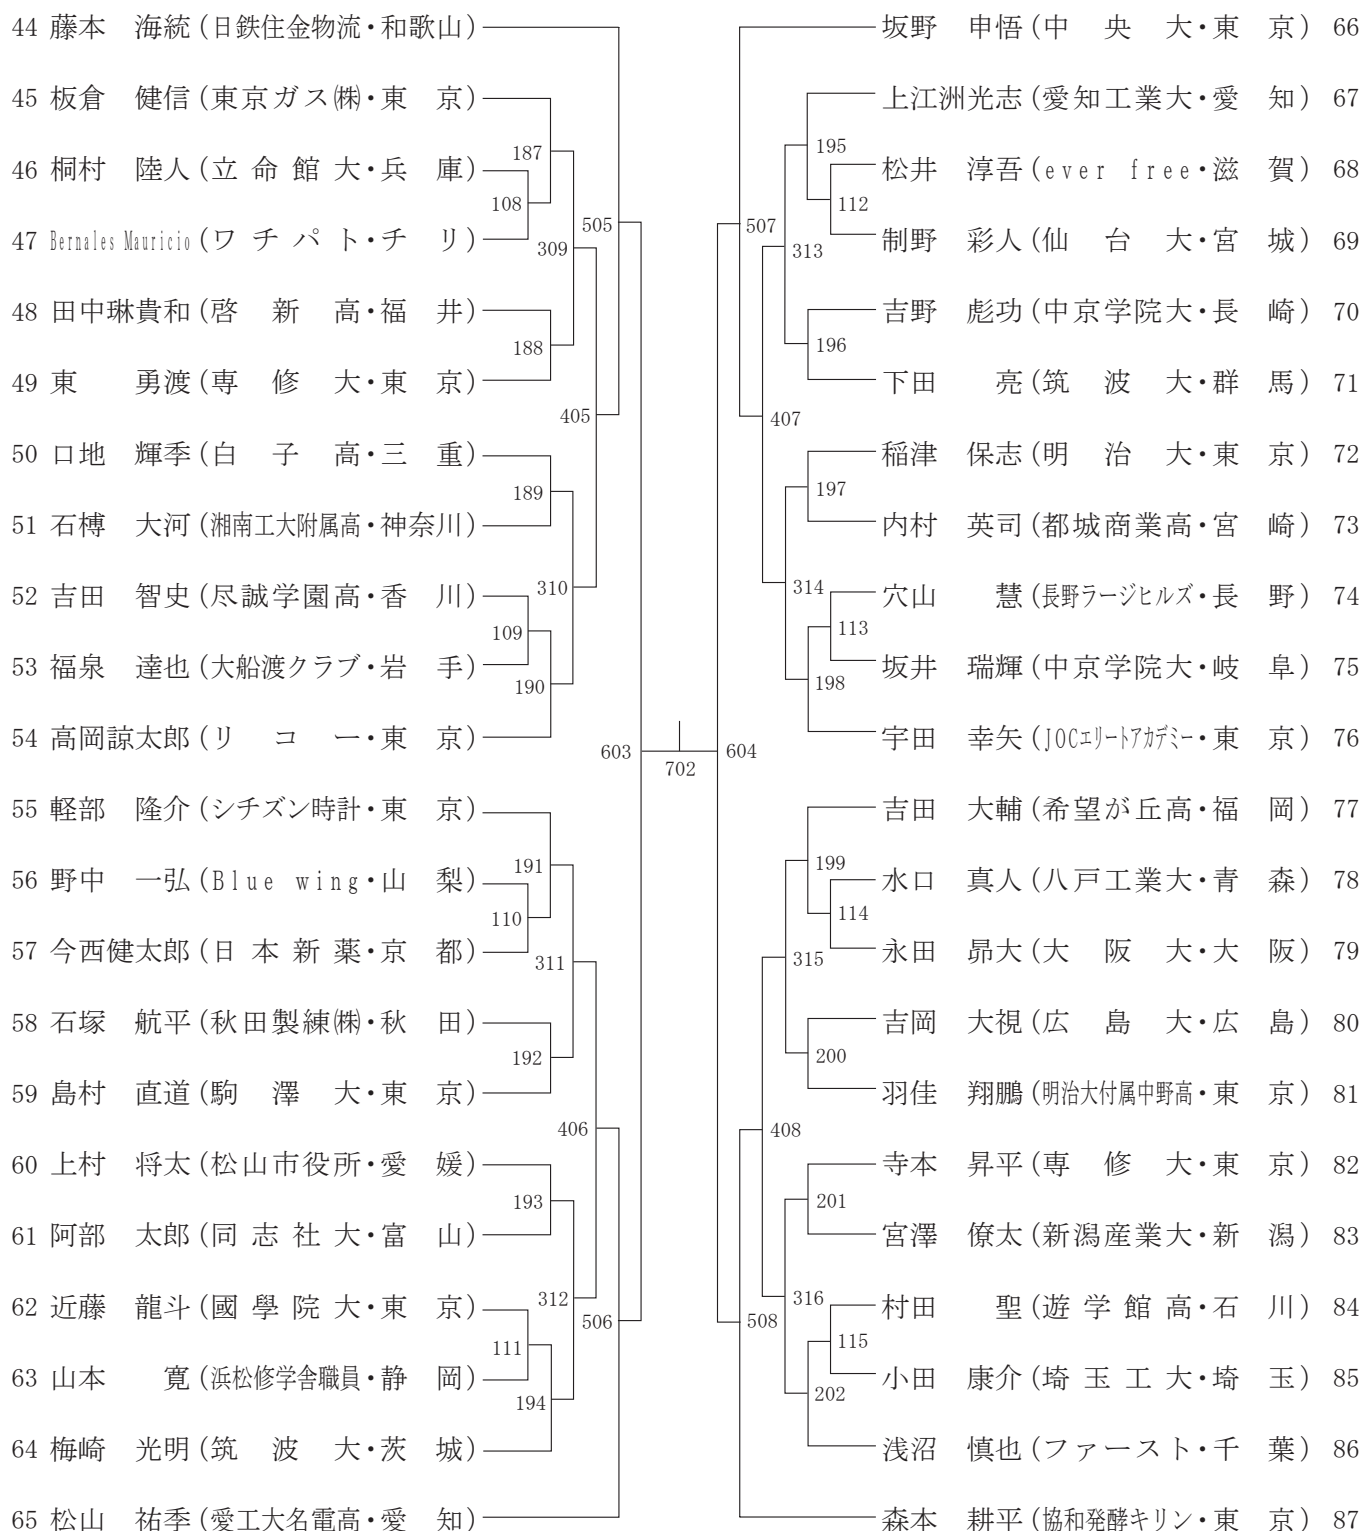 44 藤本　海統 (日鉄住金物流・和歌山)
45 板倉　健信 (東京ガス㈱・東　京)
187
46 桐村　陸人 (立命館大・兵　庫)
108
505
47 Bernales Mauricio (ワチパト・チ　リ)
309
48 田中琳貴和 (啓　新　高・福　井)
188
49 東　　勇渡 (専　修　大・東　京)
405
50 口地　輝季 (白　子　高・三　重)
189
51 石榑　大河 (湘南工大附属高・神奈川)
310
52 吉田　智史 (尽誠学園高・香　川)
109
53 福泉　達也 (大船渡クラブ・岩　手)
190
54 高岡諒太郎 (リ　コ　ー・東　京)
603
702
55 軽部　隆介 (シチズン時計・東　京)
191
56 野中　一弘 (Blue wing・山　梨)
110
57 今西健太郎 (日本新薬・京　都)
311
58 石塚　航平 (秋田製練㈱・秋　田)
192
59 島村　直道 (駒　澤　大・東　京)
406
60 上村　将太 (松山市役所・愛　媛)
193
61 阿部　太郎 (同志社大・富　山)
312
62 近藤　龍斗 (國學院大・東　京)
506
111
63 山本　　寛 (浜松修学舎職員・静　岡)
194
64 梅崎　光明 (筑　波　大・茨　城)
65 松山　祐季 (愛工大名電高・愛　知)
坂野　申悟 (中　央　大・東　京) 66
上江洲光志 (愛知工業大・愛　知) 67
195
松井　淳吾 (ever free・滋　賀) 68
112
507
制野　彩人 (仙　台　大・宮　城) 69
313
吉野　彪功 (中京学院大・長　崎) 70
196
下田　　亮 (筑　波　大・群　馬) 71
407
稲津　保志 (明　治　大・東　京) 72
197
内村　英司 (都城商業高・宮　崎) 73
314
穴山　　慧 (長野ラージヒルズ・長　野) 74
113
坂井　瑞輝 (中京学院大・岐　阜) 75
198
宇田　幸矢 (JOCエリートアカデミー・東　京) 76
604
吉田　大輔 (希望が丘高・福　岡) 77
199
水口　真人 (八戸工業大・青　森) 78
114
永田　昴大 (大　阪　大・大　阪) 79
315
吉岡　大視 (広　島　大・広　島) 80
200
羽佳　翔鵬 (明治大付属中野高・東　京) 81
408
寺本　昇平 (専　修　大・東　京) 82
201
宮澤　僚太 (新潟産業大・新　潟) 83
316
村田　　聖 (遊学館高・石　川) 84
508
115
小田　康介 (埼玉工大・埼　玉) 85
202
浅沼　慎也 (ファースト・千　葉) 86
森本　耕平 (協和発酵キリン・東　京) 87